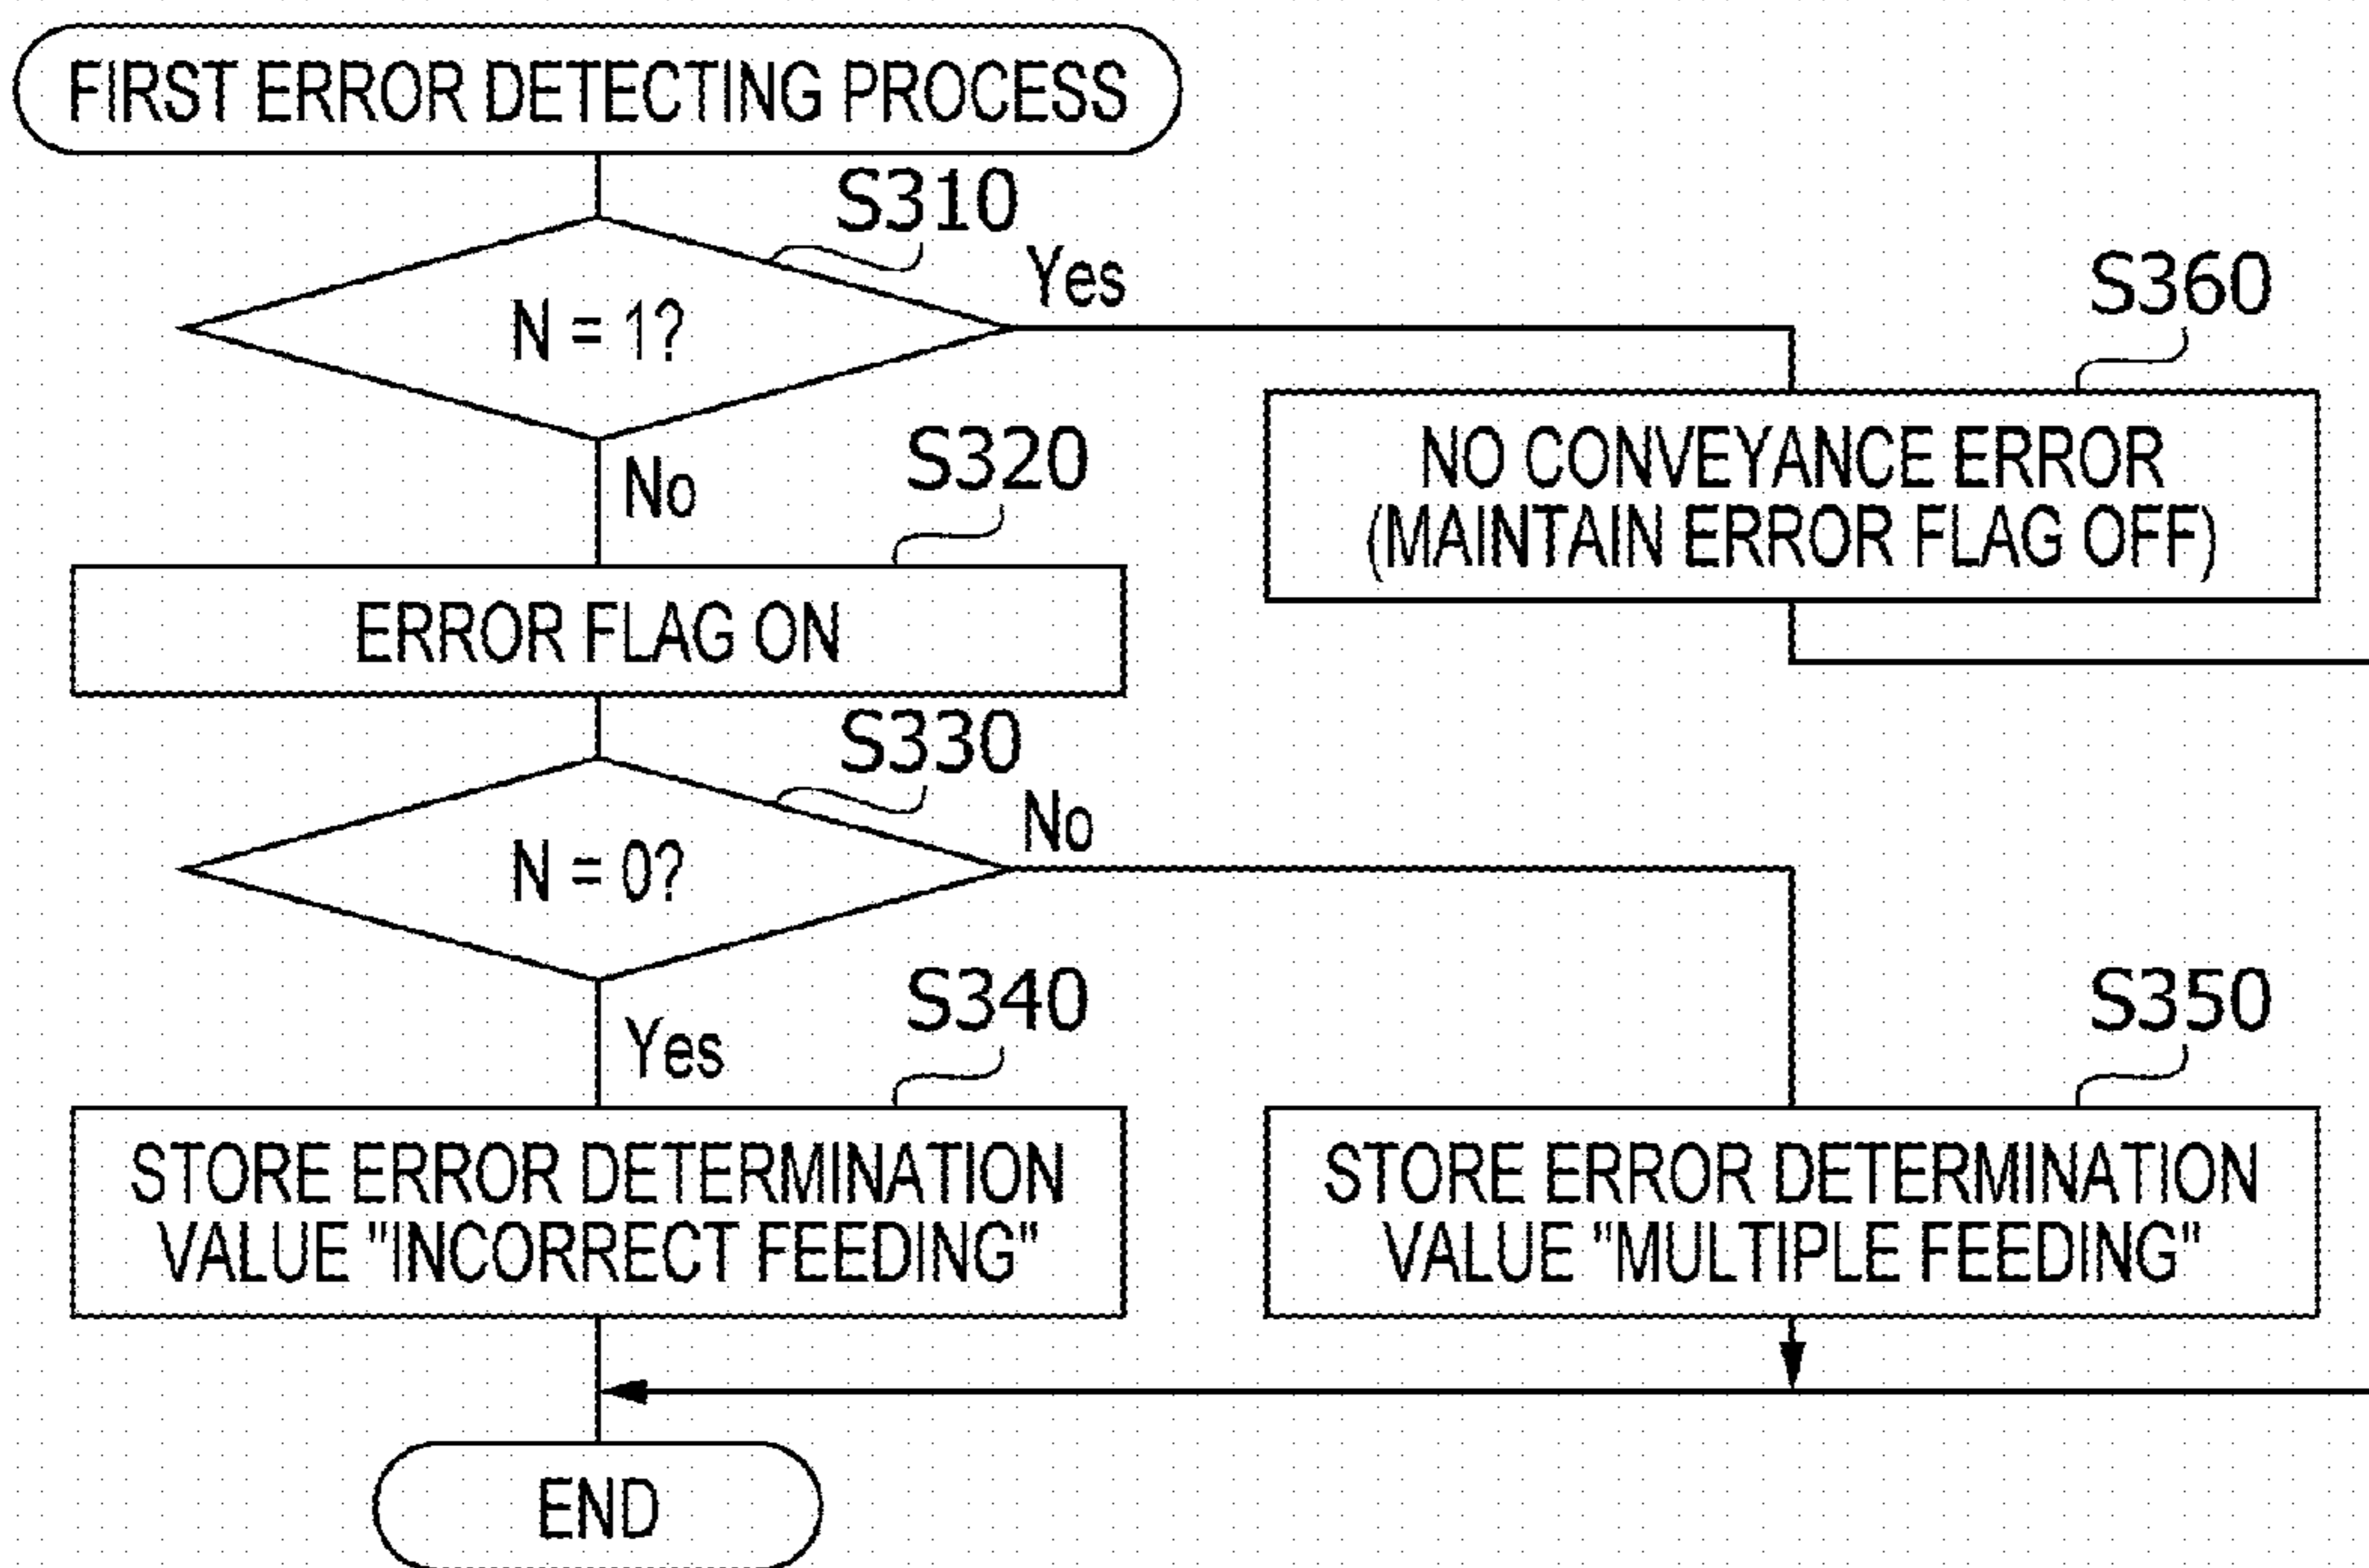 FIRST ERROR DETECTING PROCESS
S310
N = 1?
Yes
S360
NO CONVEYANCE ERROR
(MAINTAIN ERROR FLAG OFF)
No
S320
ERROR FLAG ON
S330
N = 0?
No
Yes
S340
STORE ERROR DETERMINATION
VALUE "INCORRECT FEEDING"
S350
STORE ERROR DETERMINATION
VALUE "MULTIPLE FEEDING"
END